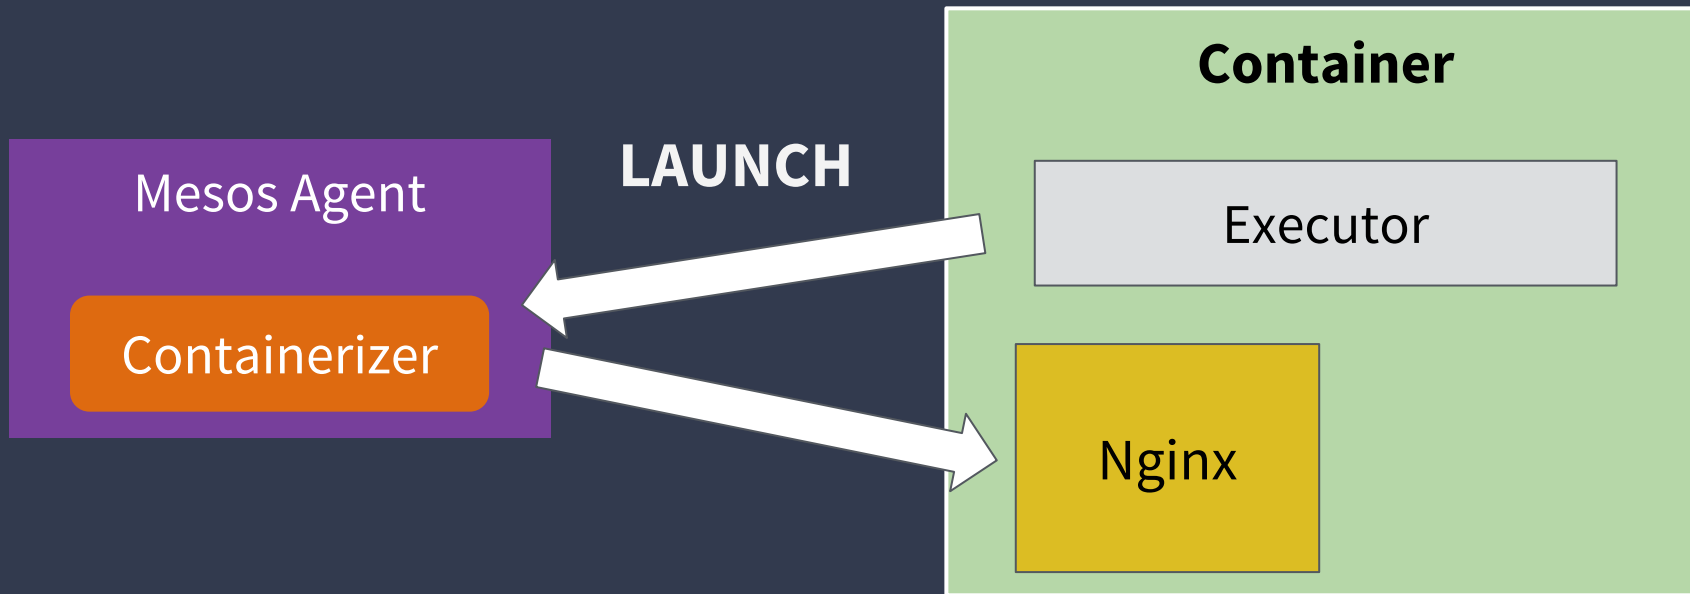 Container
LAUNCH
Mesos Agent
Executor
Containerizer
Nginx